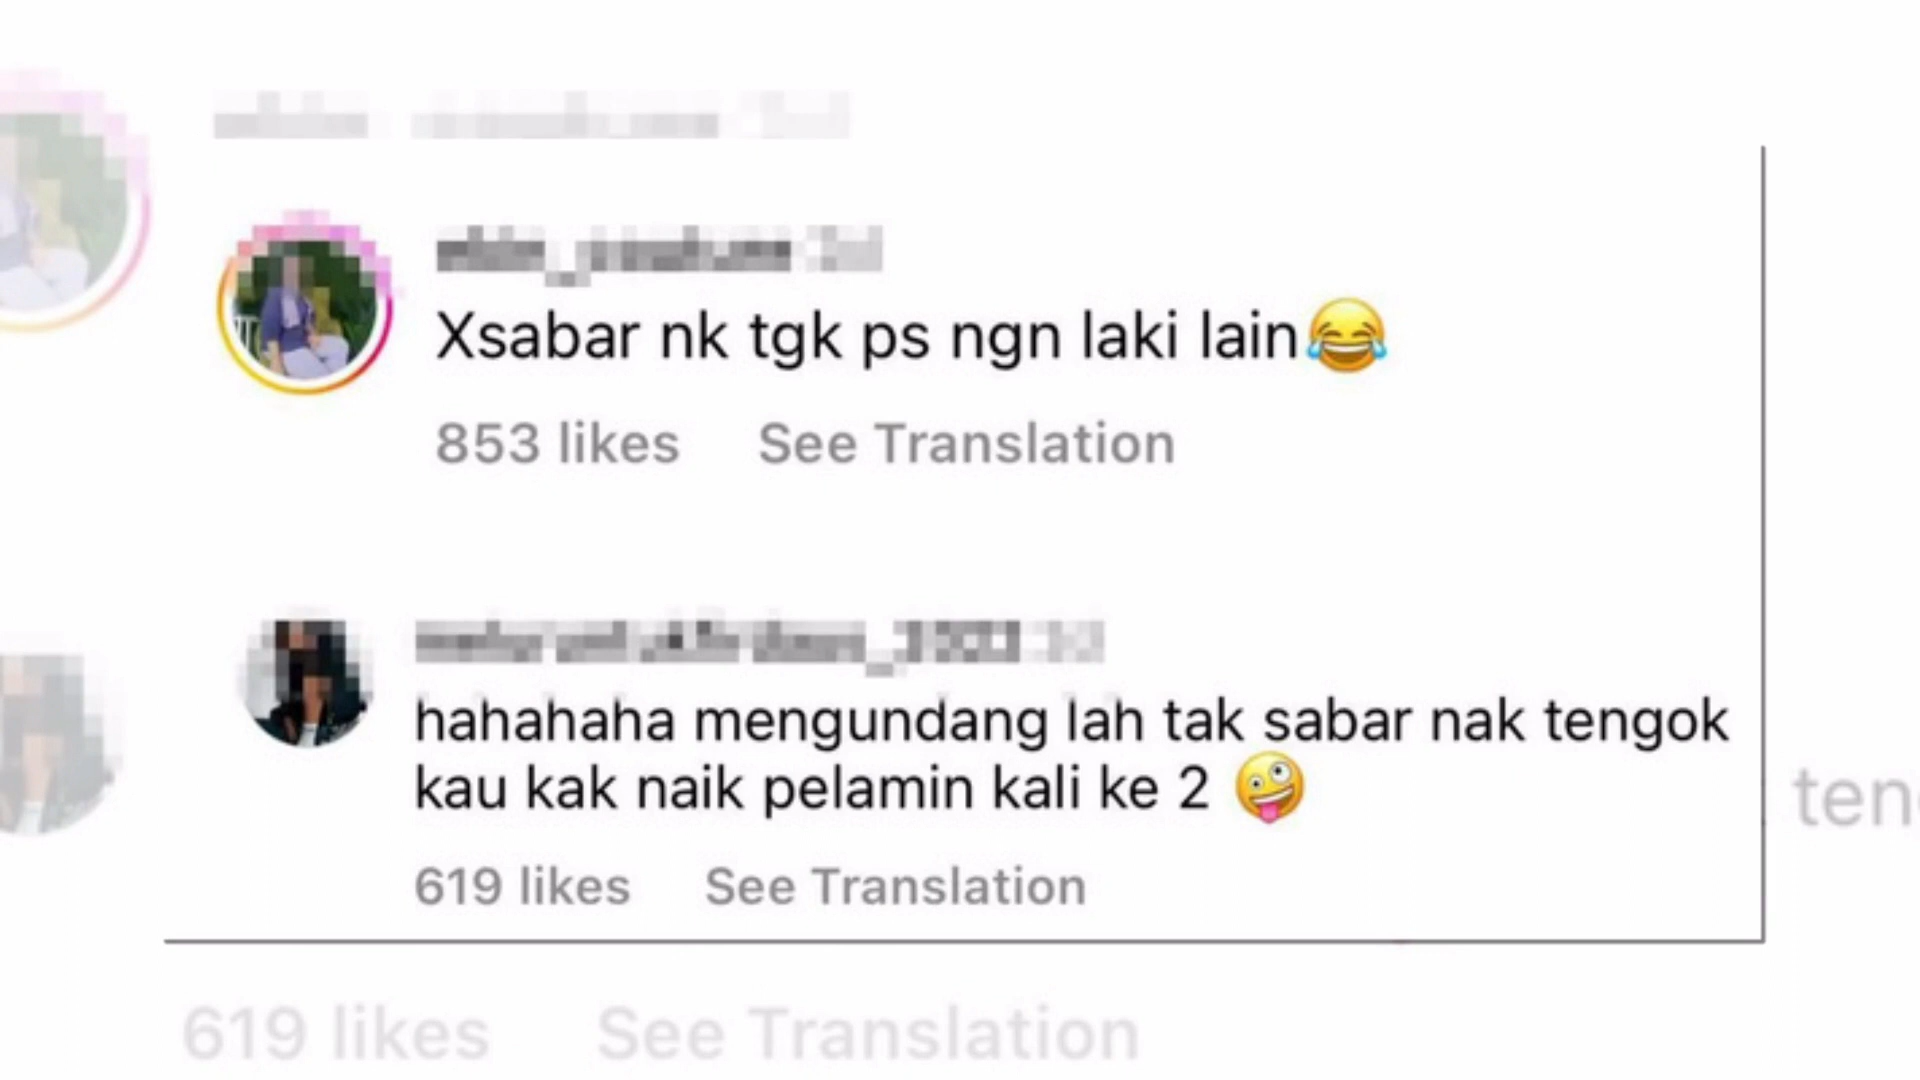 Xsabar nk tgk ps ngn laki lain😂
853 likes See Translation
hahahaha mengundang lah tak sabar nak tengok
kau kak naik pelamin kali ke 2 🤪
619 likes See Translation
ten
619 likes See Translation